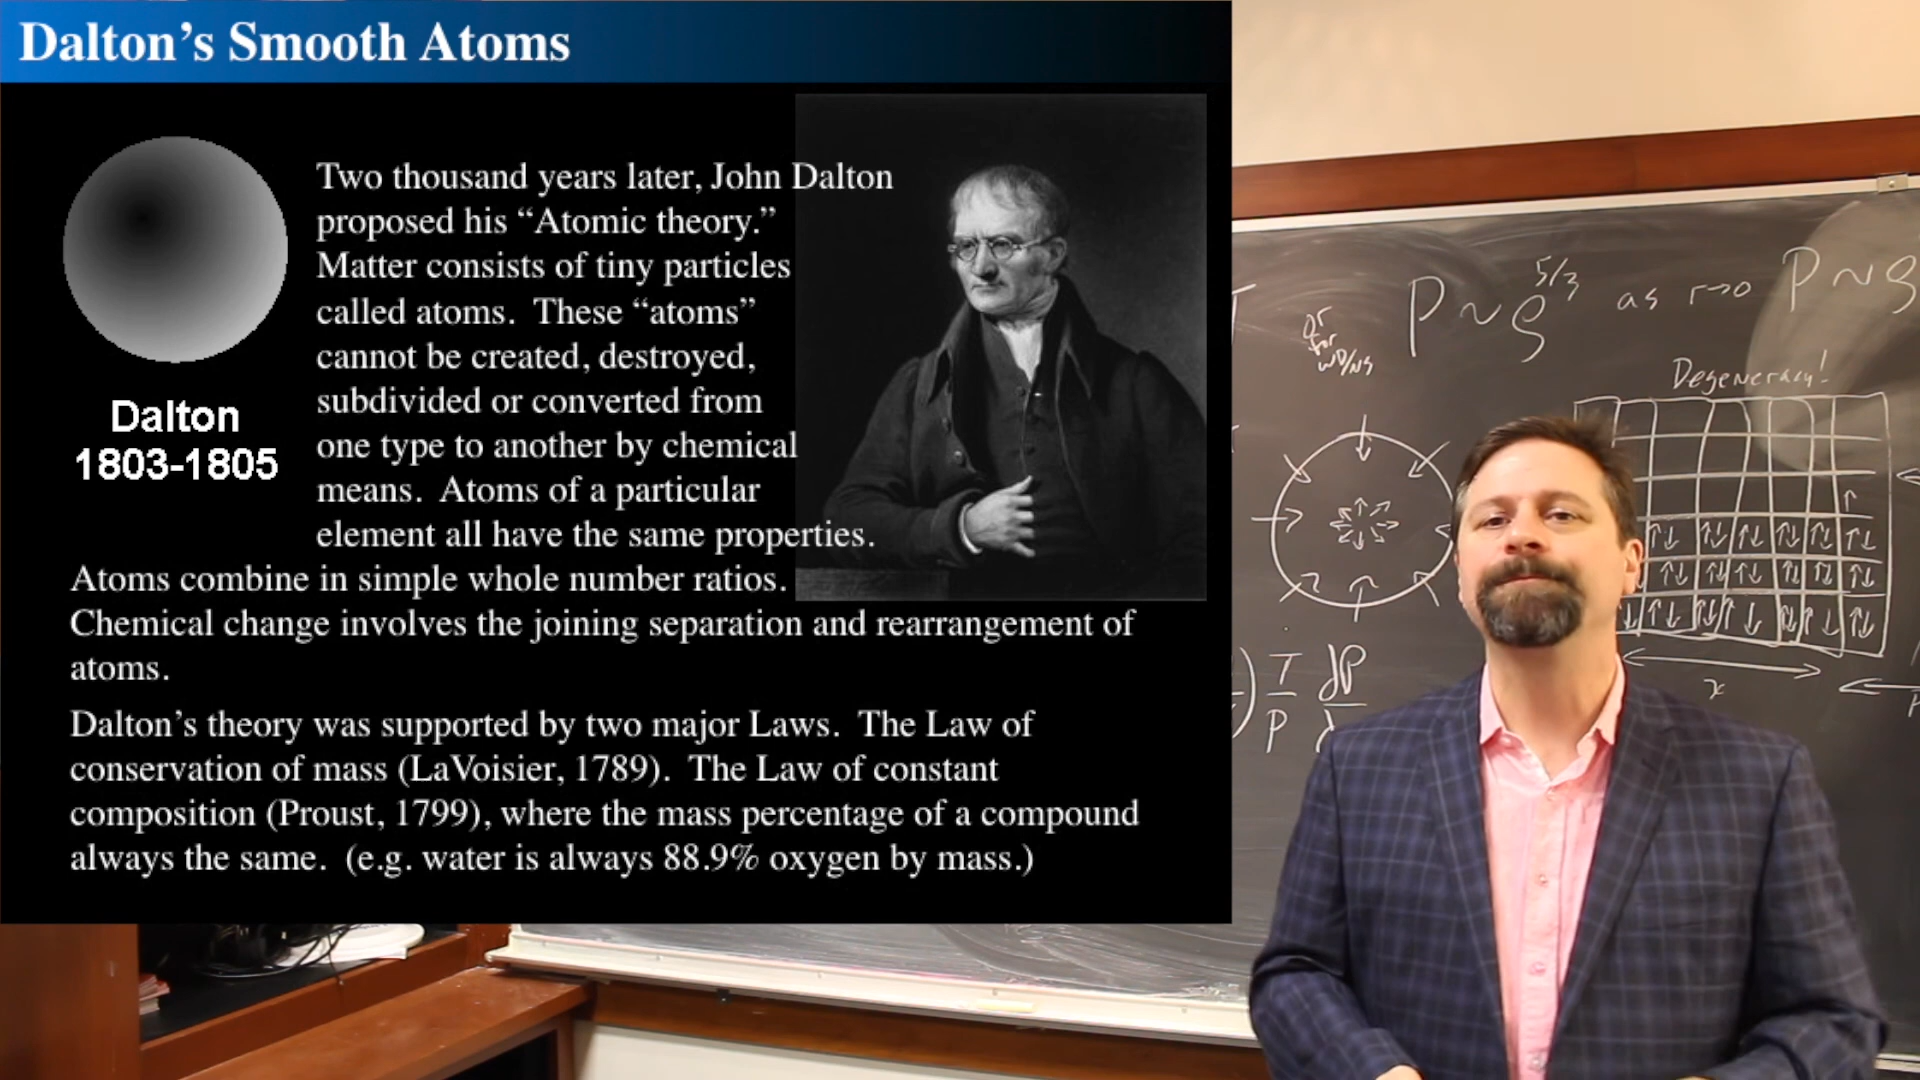 Dalton’s Smooth Atoms
Two thousand years later, John Dalton
proposed his “Atomic theory.”
Matter consists of tiny particles
called atoms. These “atoms”
cannot be created, destroyed,
subdivided or converted from
one type to another by chemical
means. Atoms of a particular
element all have the same properties.
Atoms combine in simple whole number ratios.
Chemical change involves the joining separation and rearrangement of
atoms.
Dalton’s theory was supported by two major Laws. The Law of
conservation of mass (LaVoisier, 1789). The Law of constant
composition (Proust, 1799), where the mass percentage of a compound
always the same. (e.g. water is always 88.9% oxygen by mass.)
Dalton
1803-1805
or
for
WD/NS
P ~ ρ^5/3 as r→0 P ~ ρ
Degeneracy!
T/P dP
x